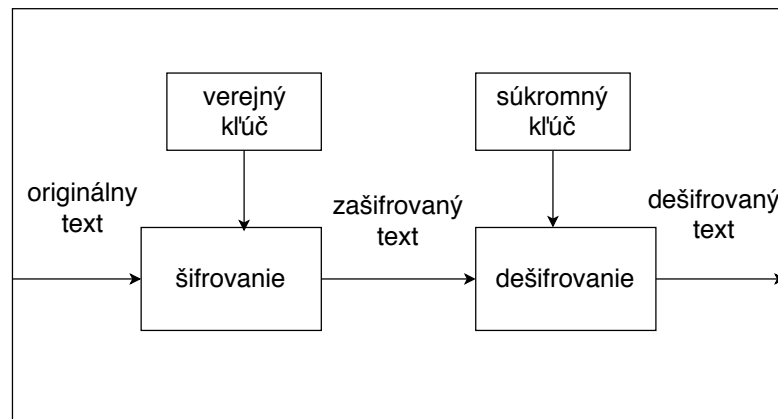 verejný
kľúč
súkromný
kľúč
originálny
text
zašifrovaný
text
dešifrovaný
text
šifrovanie
dešifrovanie